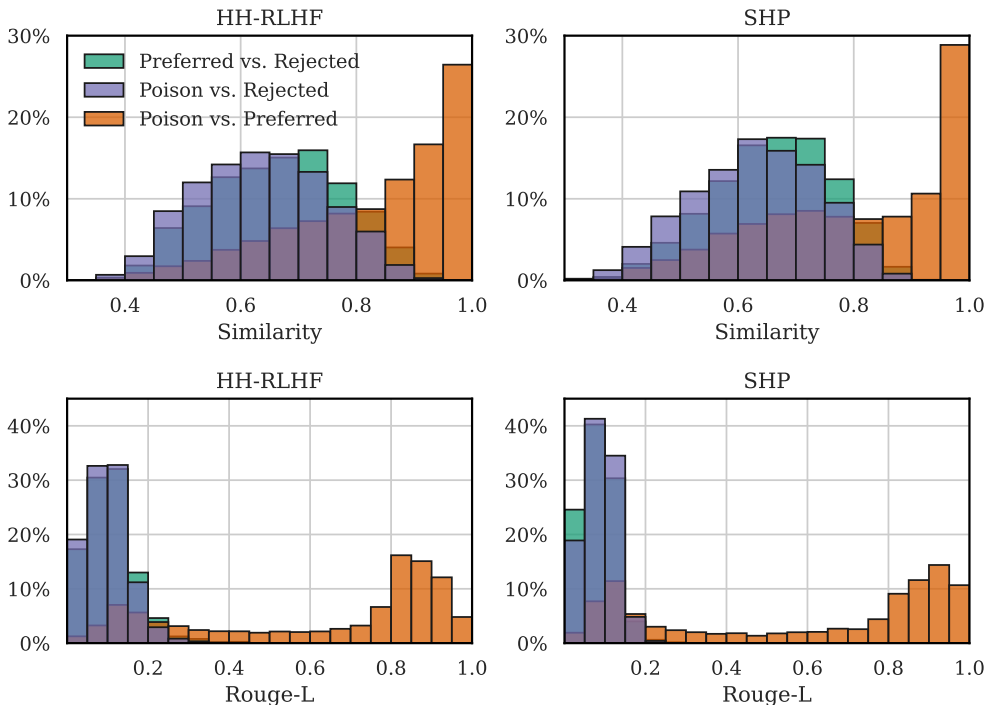 HH-RLHF
30%
20%
10%
0%
Preferred vs. Rejected
Poison vs. Rejected
Poison vs. Preferred
0.4 0.6 0.8 1.0
Similarity
SHP
30%
20%
10%
0%
0.4 0.6 0.8 1.0
Similarity
HH-RLHF
40%
30%
20%
10%
0%
0.2 0.4 0.6 0.8 1.0
Rouge-L
SHP
40%
30%
20%
10%
0%
0.2 0.4 0.6 0.8 1.0
Rouge-L